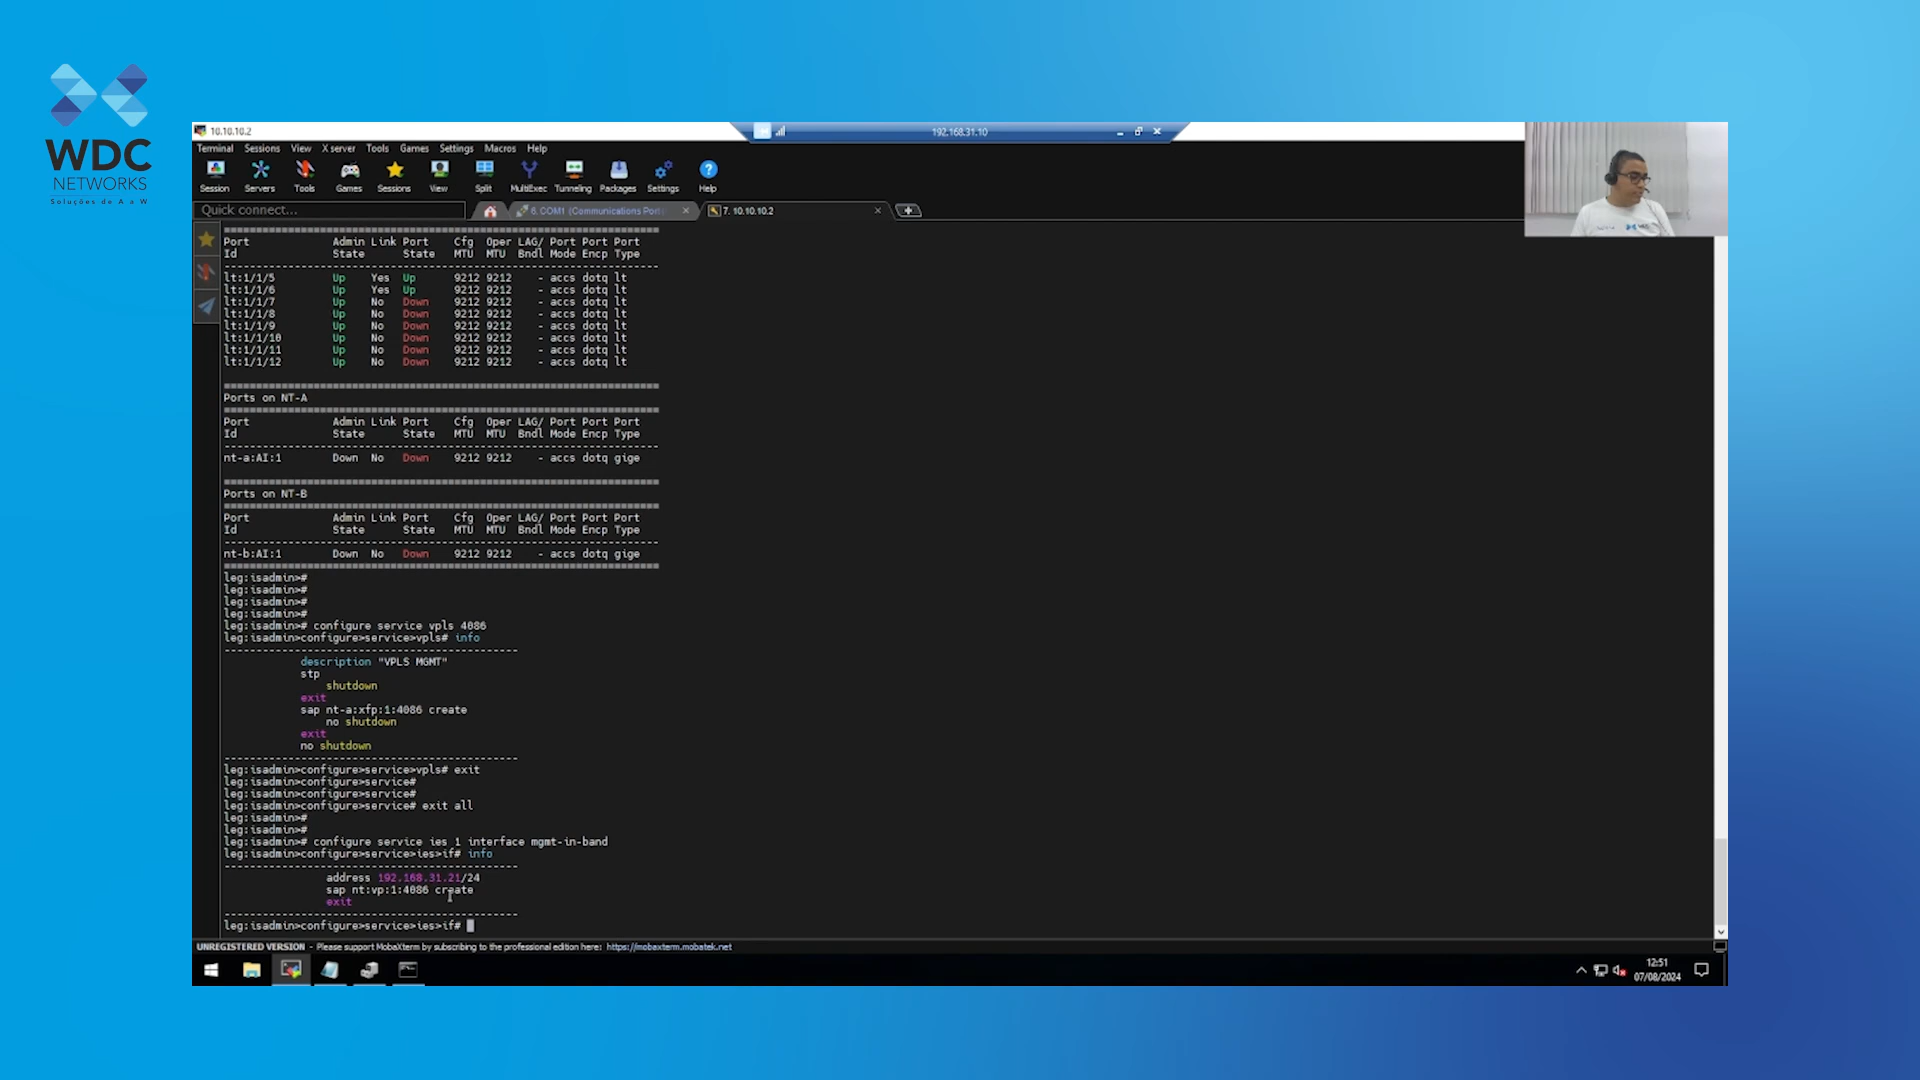 WDC
NETWORKS
Soluções de A a W
10.10.10.2
192.168.31.10
Terminal Sessions View X server Tools Games Settings Macros Help
Session Servers Tools Games Sessions View Split MultiExec Tunneling Packages Settings Help
Quick connect...
6. COM1 (Communications Port
7. 10.10.10.2
Port Admin Link Port Cfg Oper LAG/ Port Port Port
Id State State MTU MTU Bndl Mode Encp Type
lt:1/1/5 Up Yes Up 9212 9212 - accs dotq lt
lt:1/1/6 Up Yes Up 9212 9212 - accs dotq lt
lt:1/1/7 Up No Down 9212 9212 - accs dotq lt
lt:1/1/8 Up No Down 9212 9212 - accs dotq lt
lt:1/1/9 Up No Down 9212 9212 - accs dotq lt
lt:1/1/10 Up No Down 9212 9212 - accs dotq lt
lt:1/1/11 Up No Down 9212 9212 - accs dotq lt
lt:1/1/12 Up No Down 9212 9212 - accs dotq lt
Ports on NT-A
Port Admin Link Port Cfg Oper LAG/ Port Port Port
Id State State MTU MTU Bndl Mode Encp Type
nt-a:AI:1 Down No Down 9212 9212 - accs dotq gige
Ports on NT-B
Port Admin Link Port Cfg Oper LAG/ Port Port Port
Id State State MTU MTU Bndl Mode Encp Type
nt-b:AI:1 Down No Down 9212 9212 - accs dotq gige
leg:isadmin>#
leg:isadmin>#
leg:isadmin>#
leg:isadmin>#
leg:isadmin># configure service vpls 4086
leg:isadmin>configure>service>vpls# info
description "VPLS MGMT"
stp
shutdown
exit
sap nt-a:xfp:1:4086 create
no shutdown
exit
no shutdown
leg:isadmin>configure>service>vpls# exit
leg:isadmin>configure>service#
leg:isadmin>configure>service#
leg:isadmin>configure>service# exit all
leg:isadmin>#
leg:isadmin>#
leg:isadmin># configure service ies 1 interface mgmt-in-band
leg:isadmin>configure>service>ies>if# info
address 192.168.31.21/24
sap nt:vp:1:4086 create
exit
leg:isadmin>configure>service>ies>if#
UNREGISTERED VERSION - Please support MobaXterm by subscribing to the professional edition here: https://mobaxterm.mobatek.net
12:51
07/08/2024